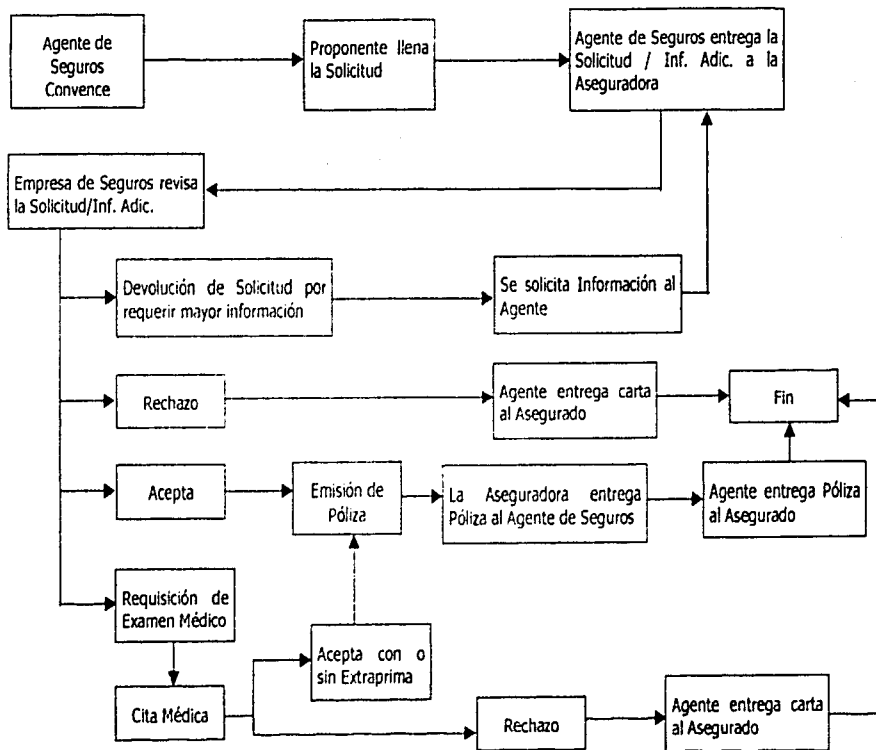 Agente de
Seguros
Convence
Proponente llena
la Solicitud
Agente de Seguros entrega la
Solicitud / Inf. Adic. a la
Aseguradora
Empresa de Seguros revisa
la Solicitud/Inf. Adic.
Devolución de Solicitud por
requerir mayor información
Se solicita Información al
Agente
Rechazo
Agente entrega carta
al Asegurado
Fin
Acepta
Emisión de
Póliza
La Aseguradora entrega
Póliza al Agente de Seguros
Agente entrega Póliza
al Asegurado
Requisición de
Examen Médico
Acepta con o
sin Extraprima
Cita Médica
Rechazo
Agente entrega carta
al Asegurado